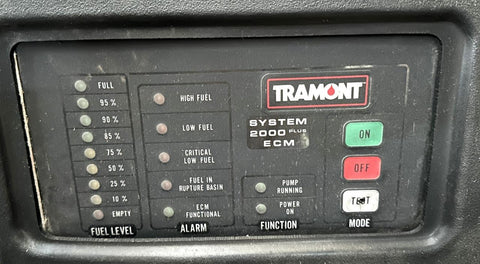 FULL
95 %
90 %
85 %
75 %
50 %
25 %
10 %
EMPTY
FUEL LEVEL
HIGH FUEL
LOW FUEL
CRITICAL
LOW FUEL
FUEL IN
RUPTURE BASIN
ECM
FUNCTIONAL
ALARM
TRAMONT
SYSTEM
2000 PLUS
ECM
PUMP
RUNNING
POWER
ON
FUNCTION
ON
OFF
TEST
MODE